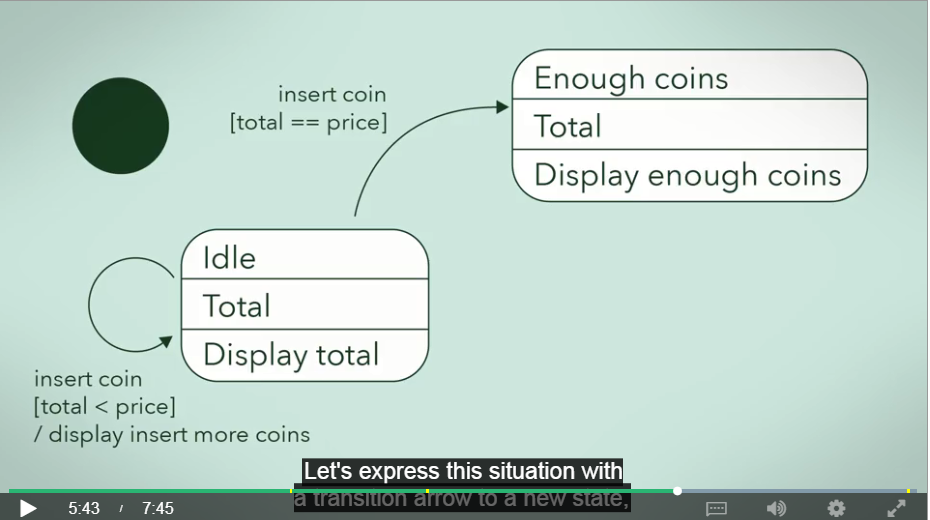 insert coin
[total == price]
Enough coins
Total
Display enough coins
Idle
Total
Display total
insert coin
[total < price]
/ display insert more coins
Let's express this situation with
a transition arrow to a new state,
5:43 / 7:45